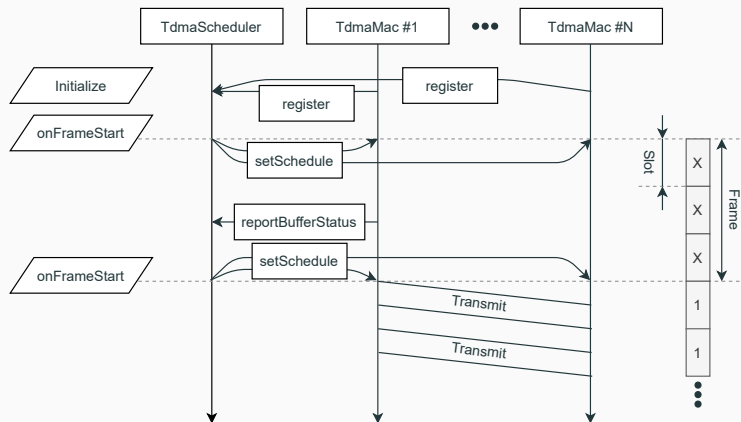 TdmaScheduler
TdmaMac #1
TdmaMac #N
Initialize
register
register
onFrameStart
setSchedule
Slot
Frame
X
X
X
reportBufferStatus
setSchedule
onFrameStart
Transmit
1
Transmit
1